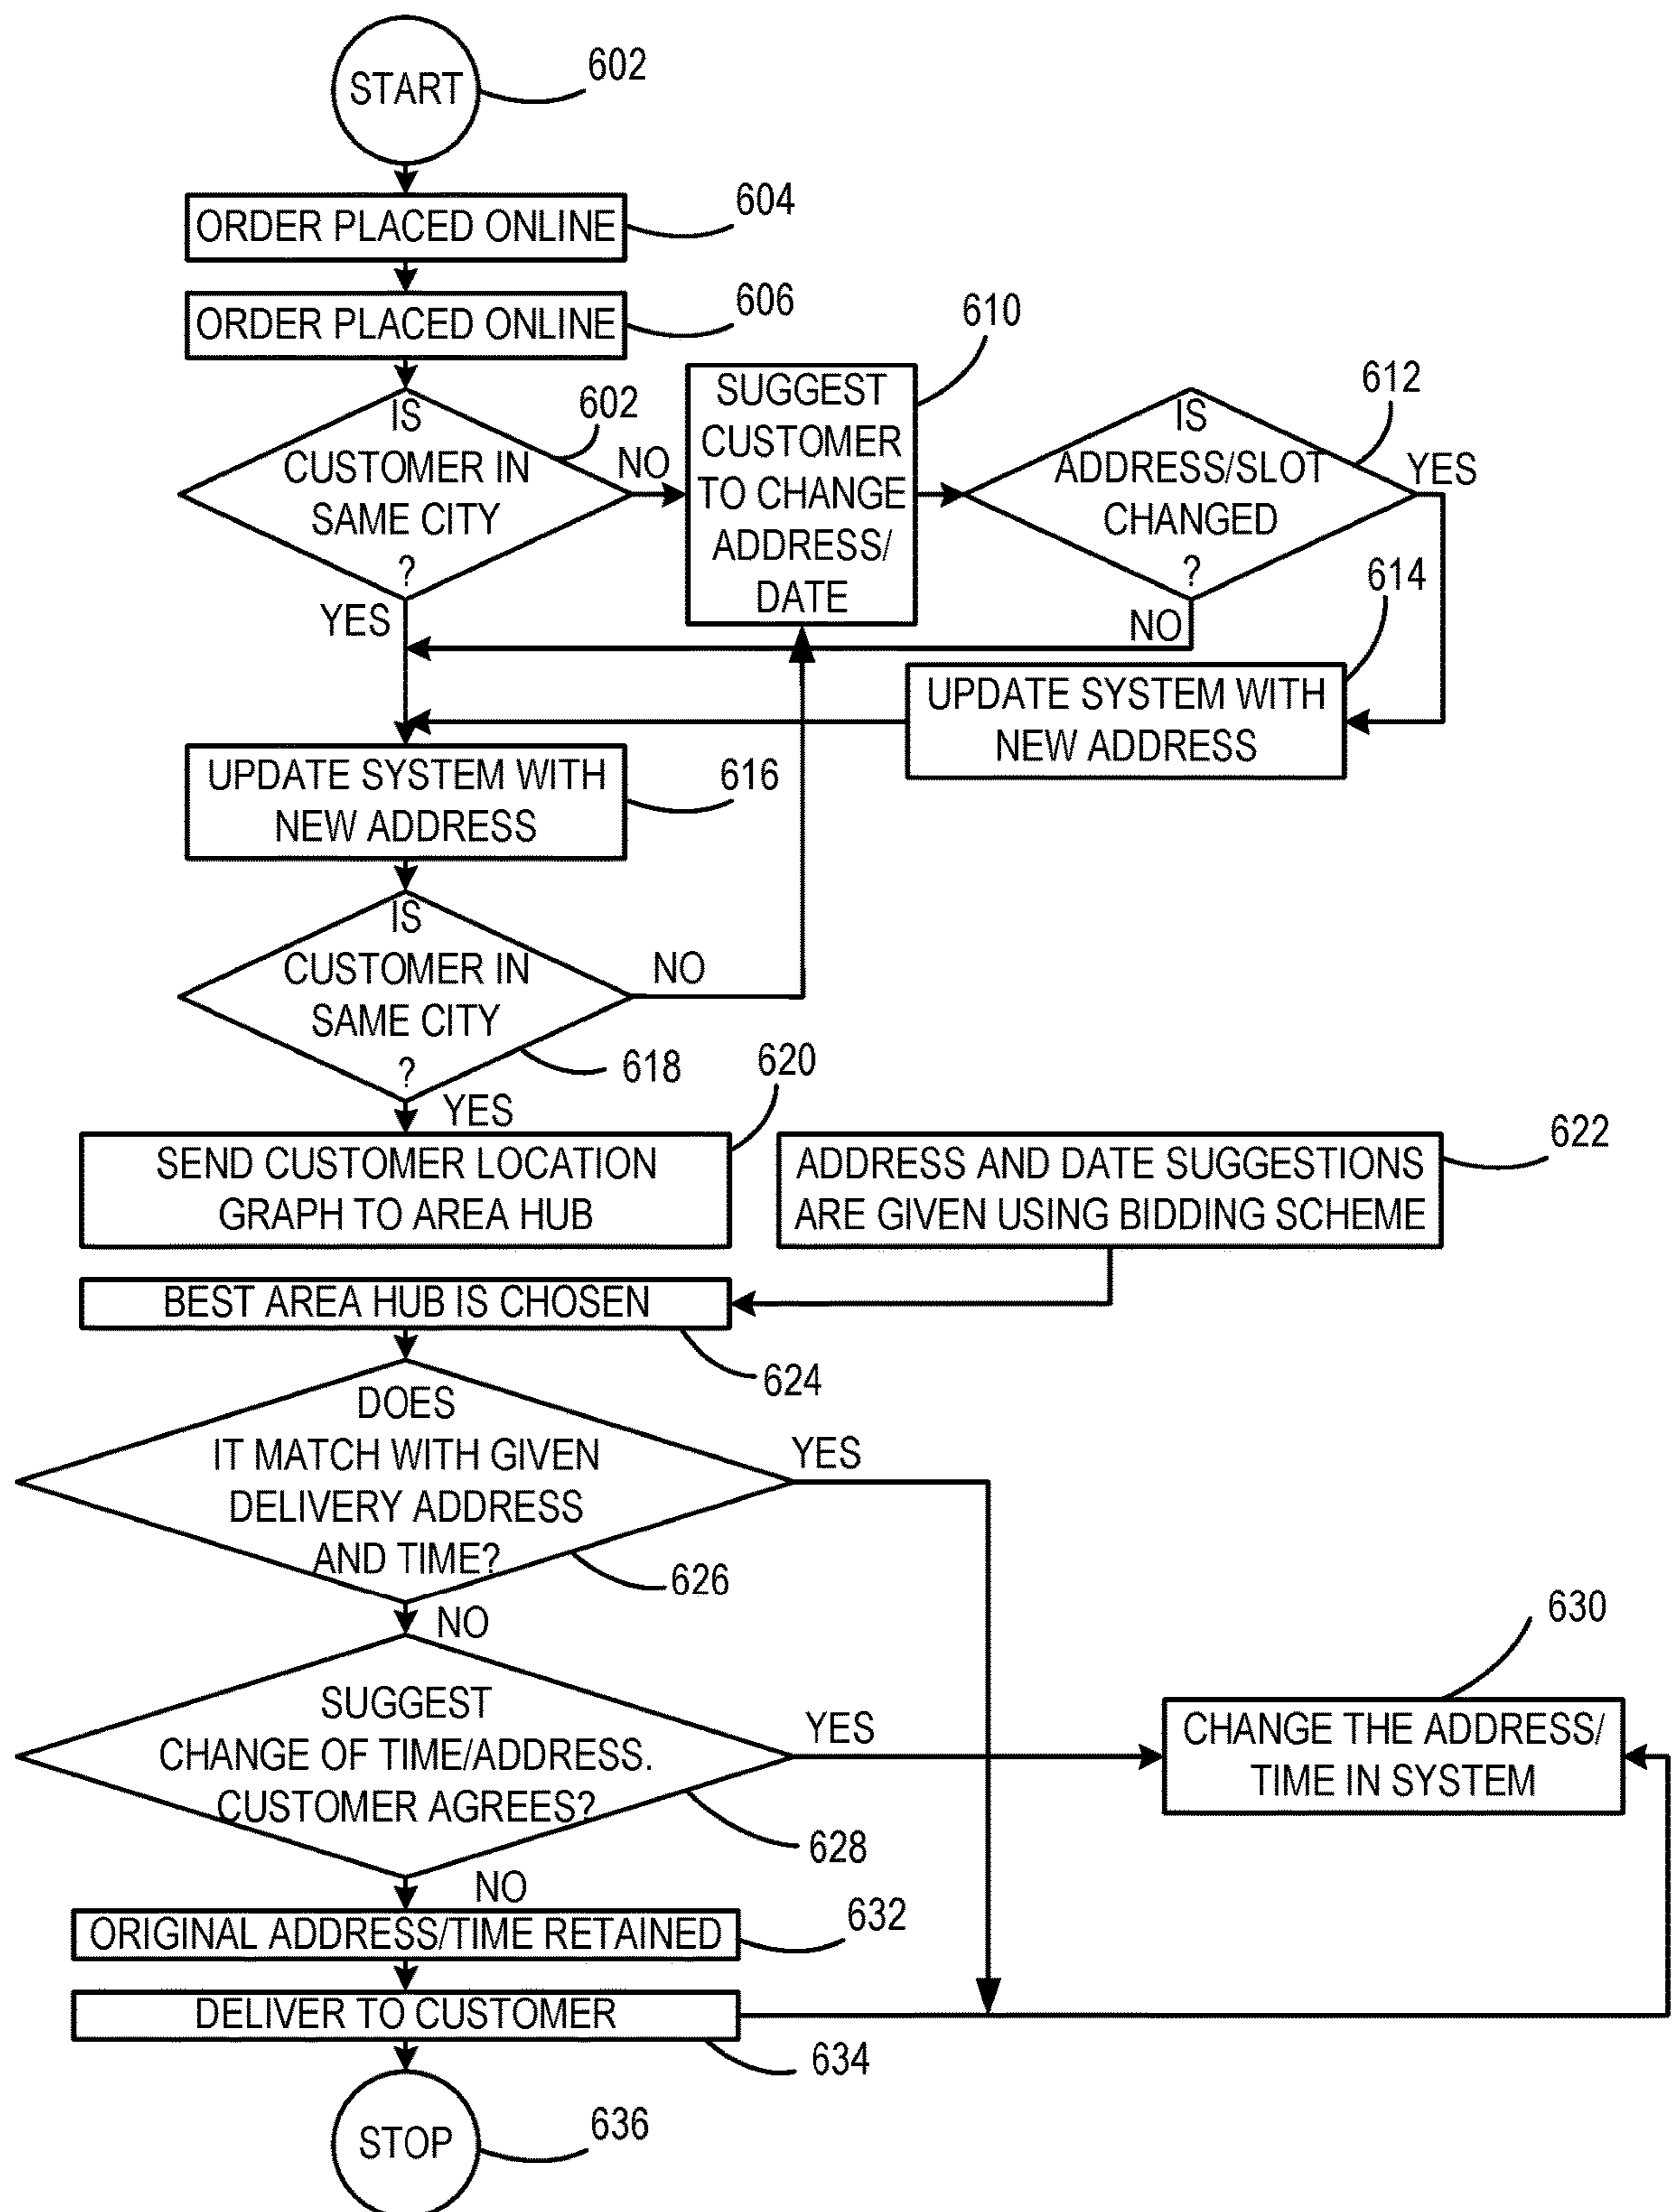 START
602
ORDER PLACED ONLINE
604
ORDER PLACED ONLINE
606
IS
CUSTOMER IN
SAME CITY
?
602
NO
YES
SUGGEST
CUSTOMER
TO CHANGE
ADDRESS/
DATE
610
IS
ADDRESS/SLOT
CHANGED
?
612
YES
NO
UPDATE SYSTEM WITH
NEW ADDRESS
614
UPDATE SYSTEM WITH
NEW ADDRESS
616
IS
CUSTOMER IN
SAME CITY
?
NO
618
YES
SEND CUSTOMER LOCATION
GRAPH TO AREA HUB
620
ADDRESS AND DATE SUGGESTIONS
ARE GIVEN USING BIDDING SCHEME
622
BEST AREA HUB IS CHOSEN
624
DOES
IT MATCH WITH GIVEN
DELIVERY ADDRESS
AND TIME?
YES
626
NO
SUGGEST
CHANGE OF TIME/ADDRESS.
CUSTOMER AGREES?
YES
628
NO
CHANGE THE ADDRESS/
TIME IN SYSTEM
630
ORIGINAL ADDRESS/TIME RETAINED
632
DELIVER TO CUSTOMER
634
STOP
636